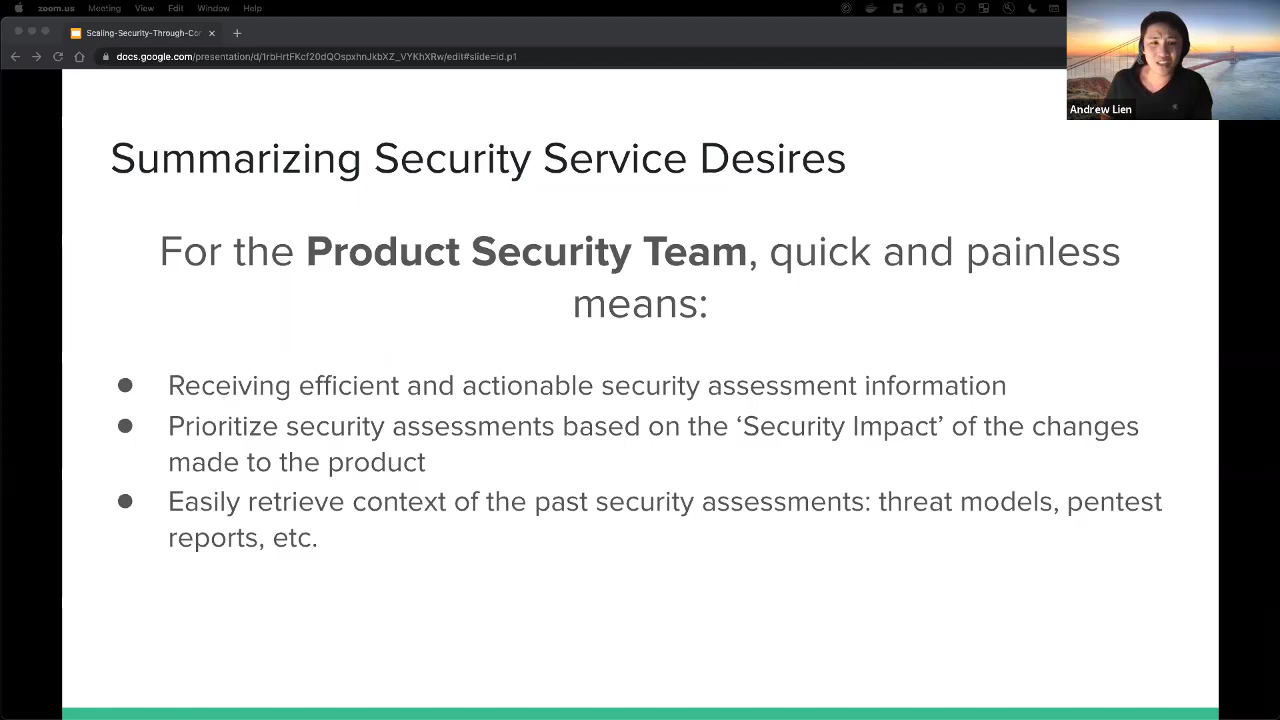 zoom.us Meeting View Edit Window Help
Scaling-Security-Through-Cor
docs.google.com/presentation/d/1rbHrtFKcf20dQOspxhnJkbXZ_VYKhXRw/edit#slide=id.p1
Andrew Lien
Summarizing Security Service Desires
For the Product Security Team, quick and painless
means:
● Receiving efficient and actionable security assessment information
● Prioritize security assessments based on the ‘Security Impact’ of the changes
made to the product
● Easily retrieve context of the past security assessments: threat models, pentest
reports, etc.